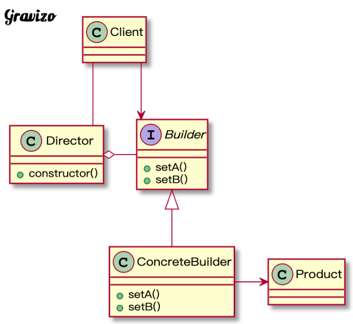 Gravizo
C Client
C Director
constructor()
I Builder
setA()
setB()
C ConcreteBuilder
setA()
setB()
C Product